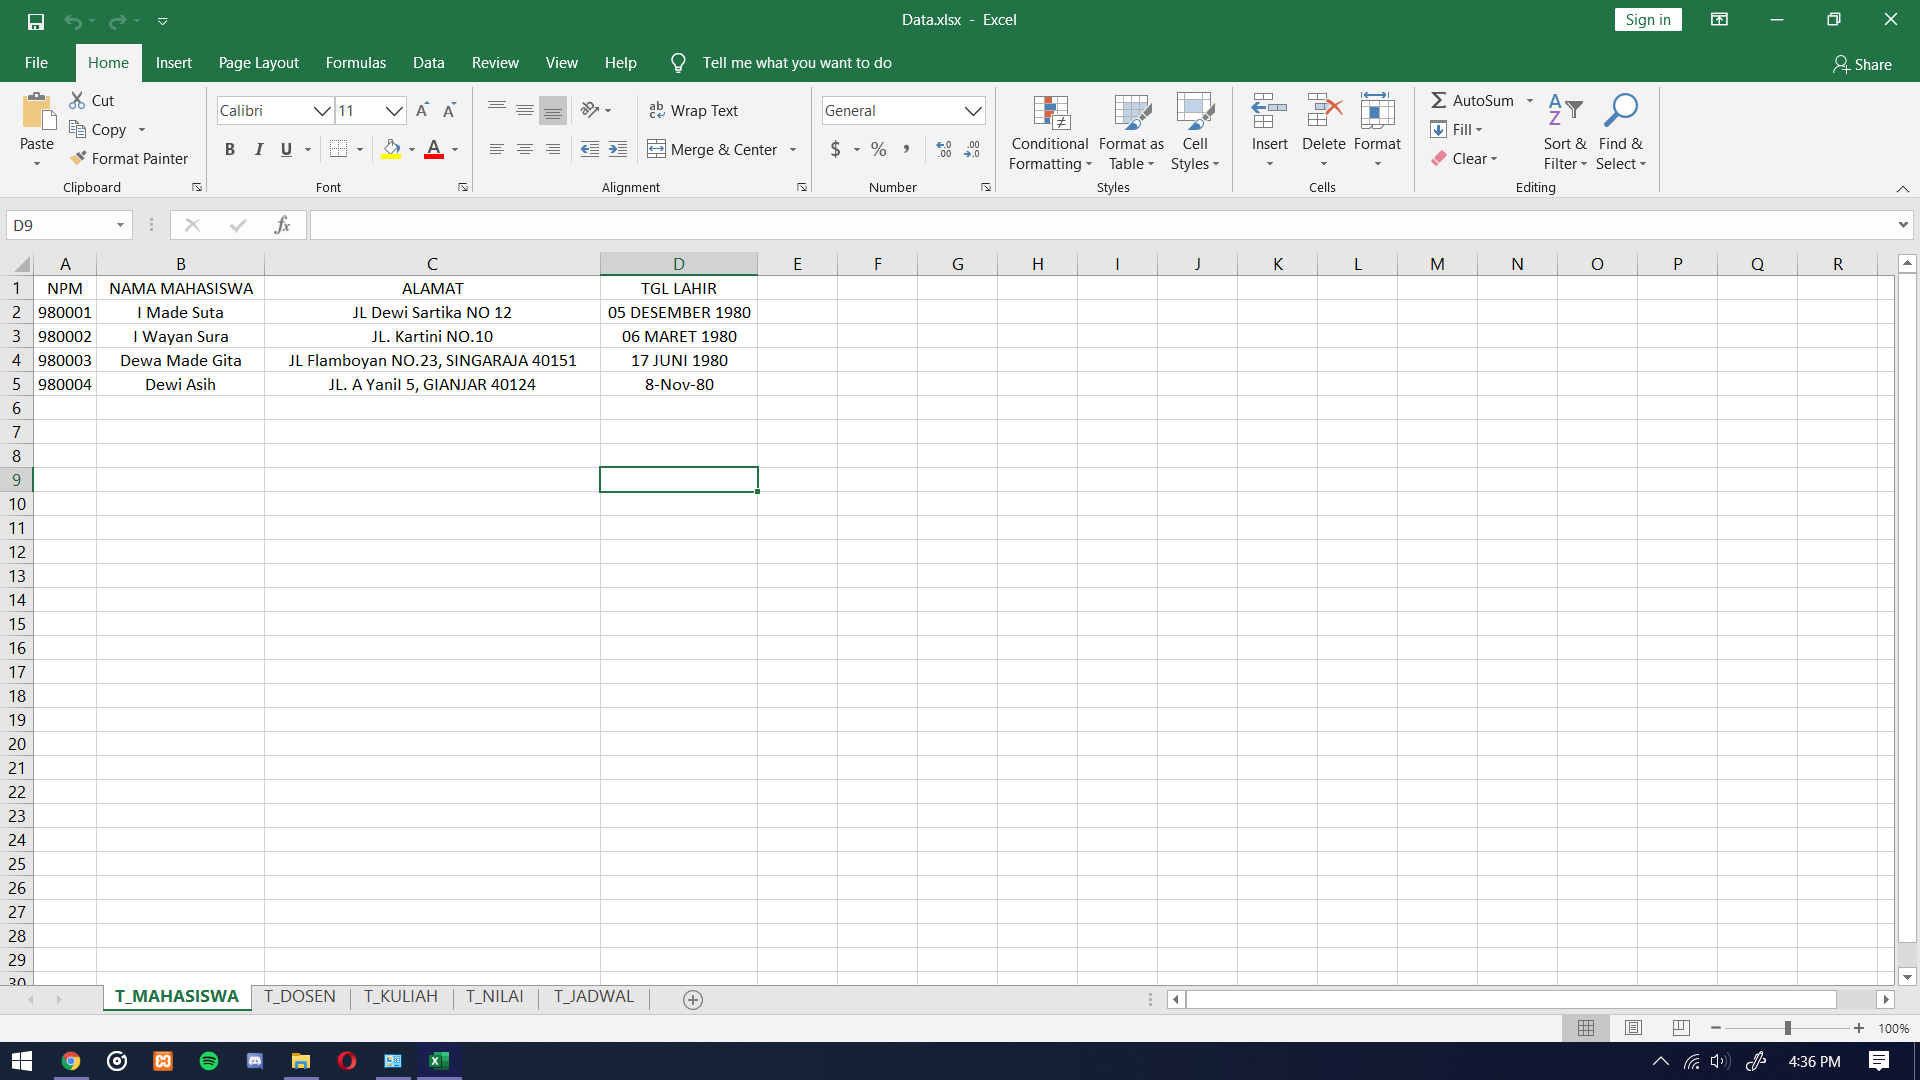 Data.xlsx - Excel
Sign in
File Home Insert Page Layout Formulas Data Review View Help Tell me what you want to do Share
Paste
Cut
Copy
Format Painter
Clipboard
Calibri 11
B I U A
Font
Wrap Text
Merge & Center
Alignment
General
$ % ,
Number
Conditional Formatting
Format as Table
Cell Styles
Styles
Insert Delete Format
Cells
AutoSum
Fill
Clear
Sort & Filter
Find & Select
Editing
D9 fx
A B C D E F G H I J K L M N O P Q R
1 NPM NAMA MAHASISWA ALAMAT TGL LAHIR
2 980001 I Made Suta JL Dewi Sartika NO 12 05 DESEMBER 1980
3 980002 I Wayan Sura JL. Kartini NO.10 06 MARET 1980
4 980003 Dewa Made Gita JL Flamboyan NO.23, SINGARAJA 40151 17 JUNI 1980
5 980004 Dewi Asih JL. A YaniI 5, GIANJAR 40124 8-Nov-80
6
7
8
9
10
11
12
13
14
15
16
17
18
19
20
21
22
23
24
25
26
27
28
29
30
T_MAHASISWA T_DOSEN T_KULIAH T_NILAI T_JADWAL
100%
4:36 PM